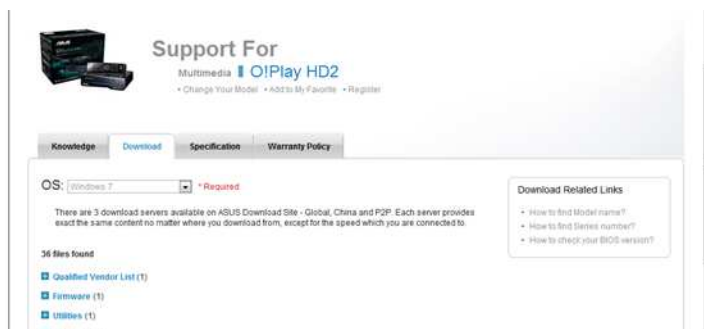 Support For
Multimedia O!Play HD2
• Change Your Model • Add to My Favorite • Register
Knowledge Download Specification Warranty Policy
OS: Windows 7 * Required
There are 3 download servers available on ASUS Download Site - Global, China and P2P. Each server provides
exact the same content no matter where you download from, except for the speed which you are connected to.
Download Related Links
• How to find Model name?
• How to find Series number?
• How to check your BIOS version?
36 files found
Qualified Vendor List (1)
Firmware (1)
Utilities (1)